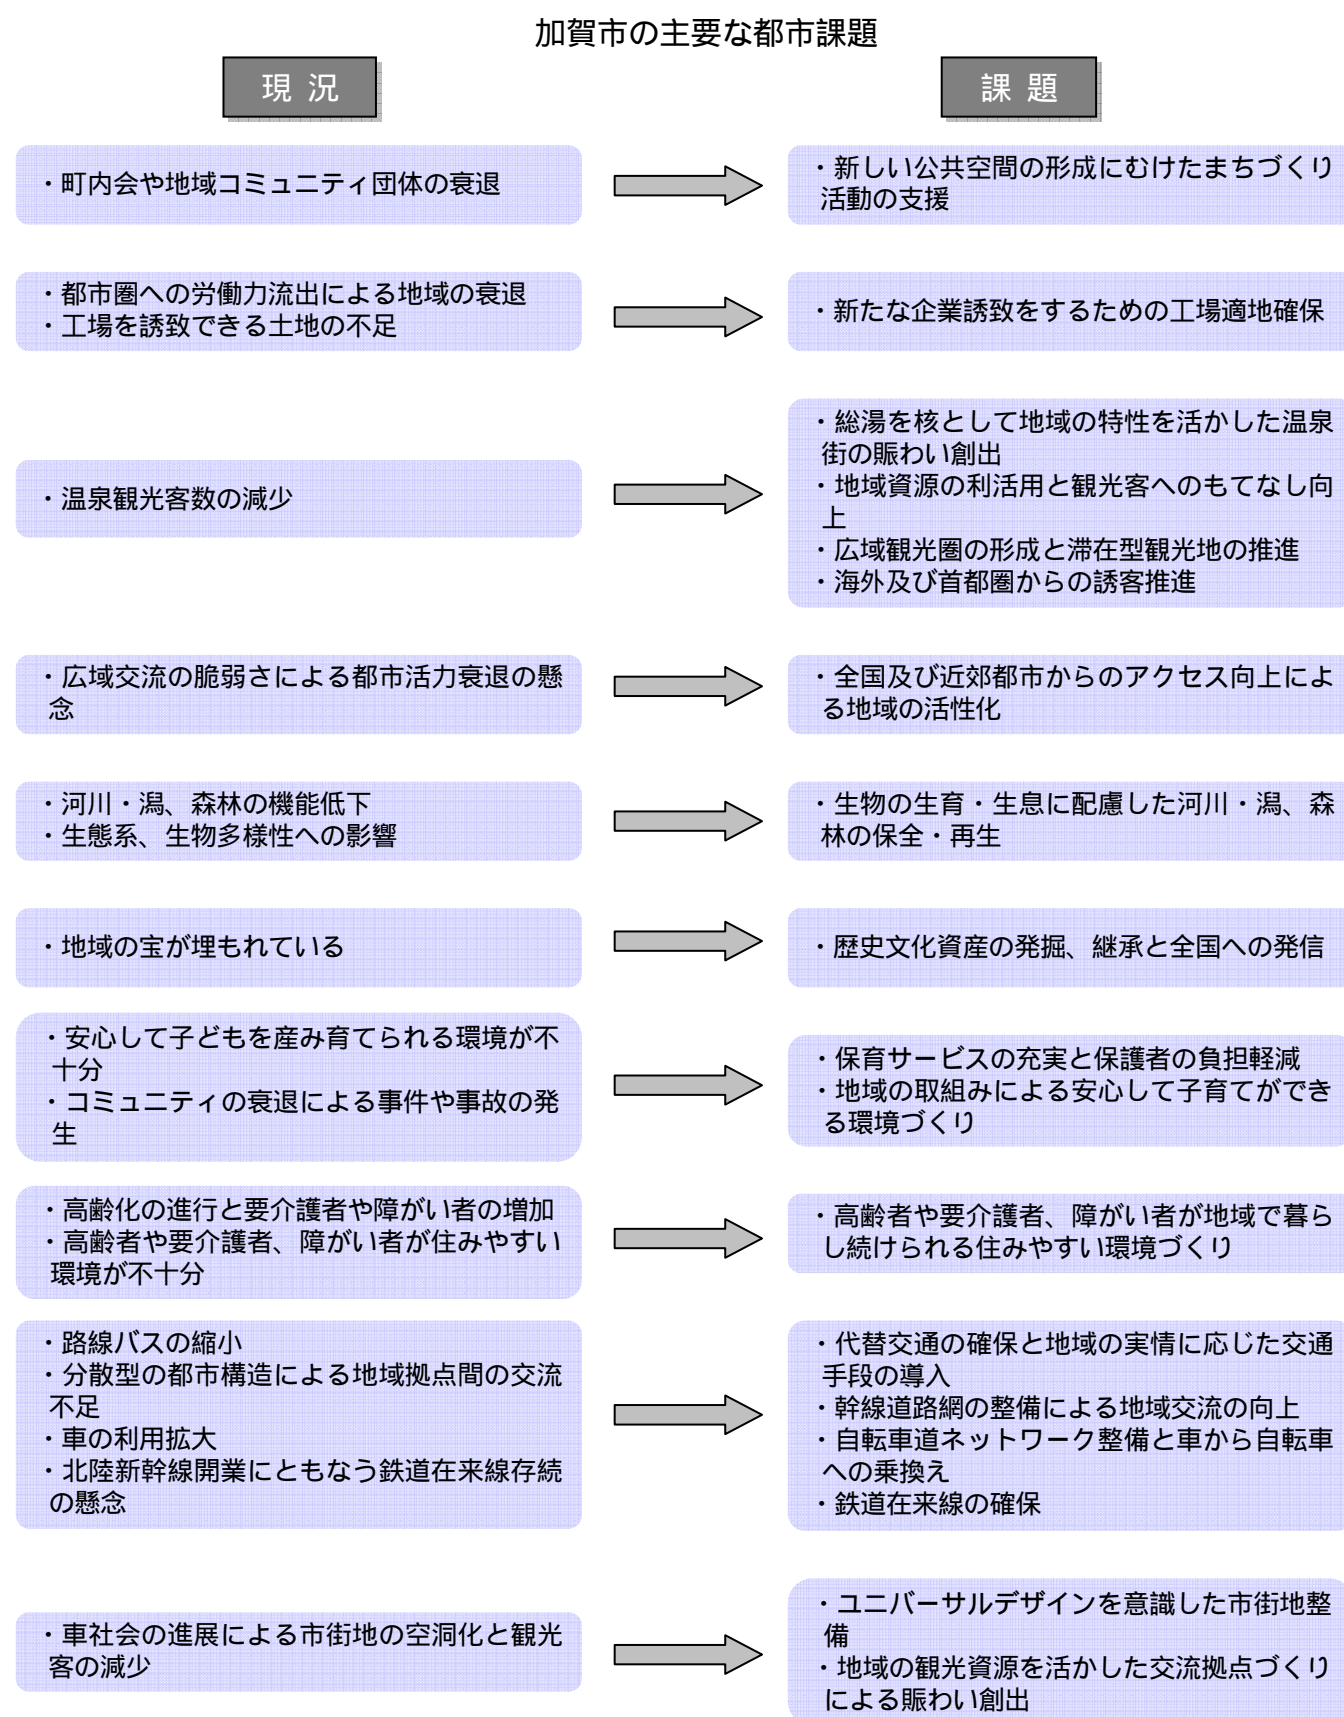 加賀市の主要な都市課題
現 況
課 題
・町内会や地域コミュニティ団体の衰退
・新しい公共空間の形成にむけたまちづくり
活動の支援
・都市圏への労働力流出による地域の衰退
・工場を誘致できる土地の不足
・新たな企業誘致をするための工場適地確保
・温泉観光客数の減少
・総湯を核として地域の特性を活かした温泉
街の賑わい創出
・地域資源の利活用と観光客へのもてなし向
上
・広域観光圏の形成と滞在型観光地の推進
・海外及び首都圏からの誘客推進
・広域交流の脆弱さによる都市活力衰退の懸
念
・全国及び近郊都市からのアクセス向上によ
る地域の活性化
・河川・潟、森林の機能低下
・生態系、生物多様性への影響
・生物の生育・生息に配慮した河川・潟、森
林の保全・再生
・地域の宝が埋もれている
・歴史文化資産の発掘、継承と全国への発信
・安心して子どもを産み育てられる環境が不
十分
・コミュニティの衰退による事件や事故の発
生
・保育サービスの充実と保護者の負担軽減
・地域の取組みによる安心して子育てができ
る環境づくり
・高齢化の進行と要介護者や障がい者の増加
・高齢者や要介護者、障がい者が住みやすい
環境が不十分
・高齢者や要介護者、障がい者が地域で暮ら
し続けられる住みやすい環境づくり
・路線バスの縮小
・分散型の都市構造による地域拠点間の交流
不足
・車の利用拡大
・北陸新幹線開業にともなう鉄道在来線存続
の懸念
・代替交通の確保と地域の実情に応じた交通
手段の導入
・幹線道路網の整備による地域交流の向上
・自転車道ネットワーク整備と車から自転車
への乗換え
・鉄道在来線の確保
・車社会の進展による市街地の空洞化と観光
客の減少
・ユニバーサルデザインを意識した市街地整
備
・地域の観光資源を活かした交流拠点づくり
による賑わい創出